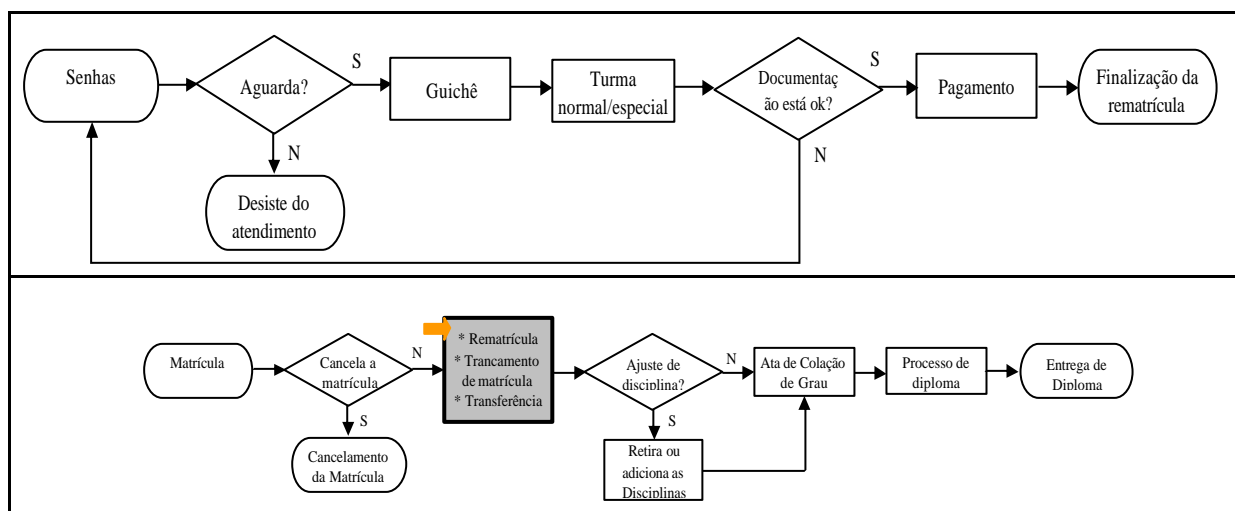 Senhas
Aguarda?
S
Guichê
Turma
normal/especial
Documentaç
ão está ok?
S
Pagamento
Finalização da
rematrícula
N
Desiste do
atendimento
N
Matrícula
Cancela a
matrícula
N
* Rematrícula
* Trancamento
de matrícula
* Transferência
Ajuste de
disciplina?
N
Ata de Colação
de Grau
Processo de
diploma
Entrega de
Diploma
S
Cancelamento
da Matrícula
S
Retira ou
adiciona as
Disciplinas